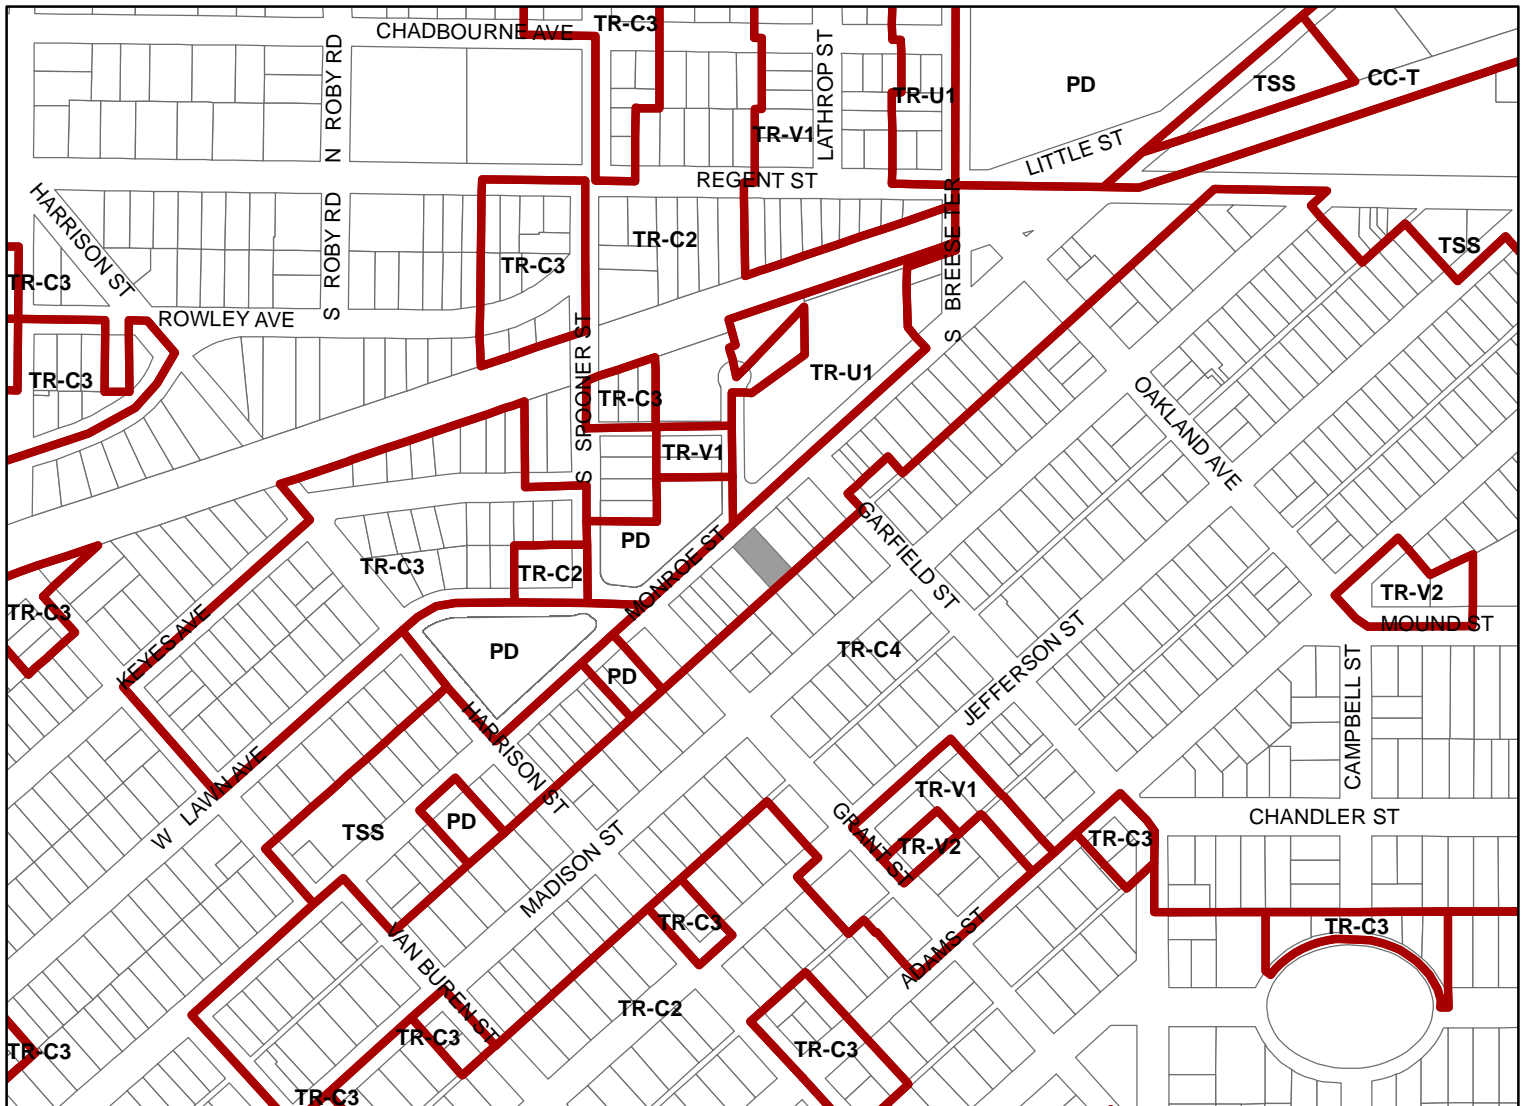 CHADBOURNE AVE
TR-C3
N ROBY RD
LATHROP ST
TR-U1
PD
TSS
CC-T
TR-V1
LITTLE ST
REGENT ST
HARRISON ST
S ROBY RD
TR-C2
S BREESE TER
TSS
TR-C3
TR-C3
ROWLEY AVE
TR-C3
S SPOONER ST
TR-U1
TR-C3
OAKLAND AVE
TR-V1
PD
MONROE ST
GARFIELD ST
TR-C3
TR-C2
TR-C3
KEYES AVE
PD
PD
TR-C4
JEFFERSON ST
TR-V2
MOUND ST
CAMPBELL ST
HARRISON ST
W LAWN AVE
TSS
PD
TR-V1
GRANT ST
TR-V2
TR-C3
CHANDLER ST
MADISON ST
TR-C3
ADAMS ST
TR-C3
VAN BUREN ST
TR-C2
TR-C3
TR-C3
TR-C3
TR-C3